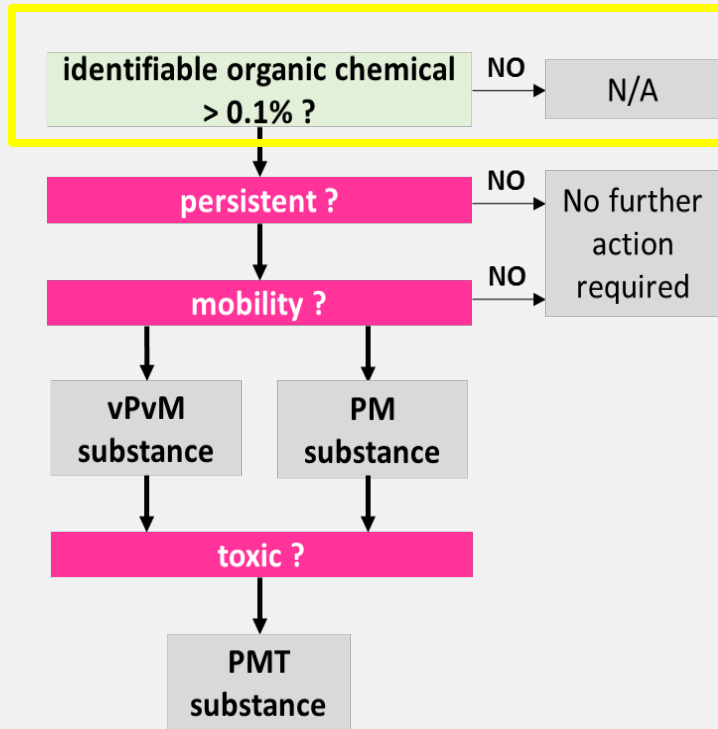 identifiable organic chemical
> 0.1% ?
NO
N/A
persistent ?
NO
No further
action
required
mobility ?
NO
vPvM
substance
PM
substance
toxic ?
PMT
substance